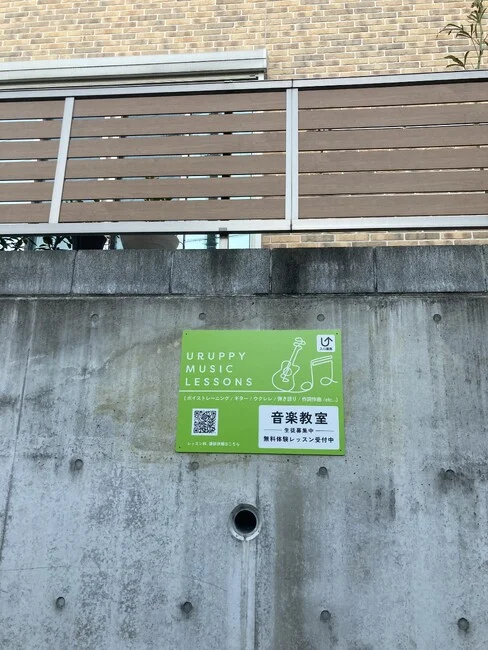 URUPPY
MUSIC
LESSONS
(ボイストレーニング / ギター / ウクレレ / 弾き語り / 作詞作曲 etc...)
音楽教室
生徒募集中
無料体験レッスン受付中